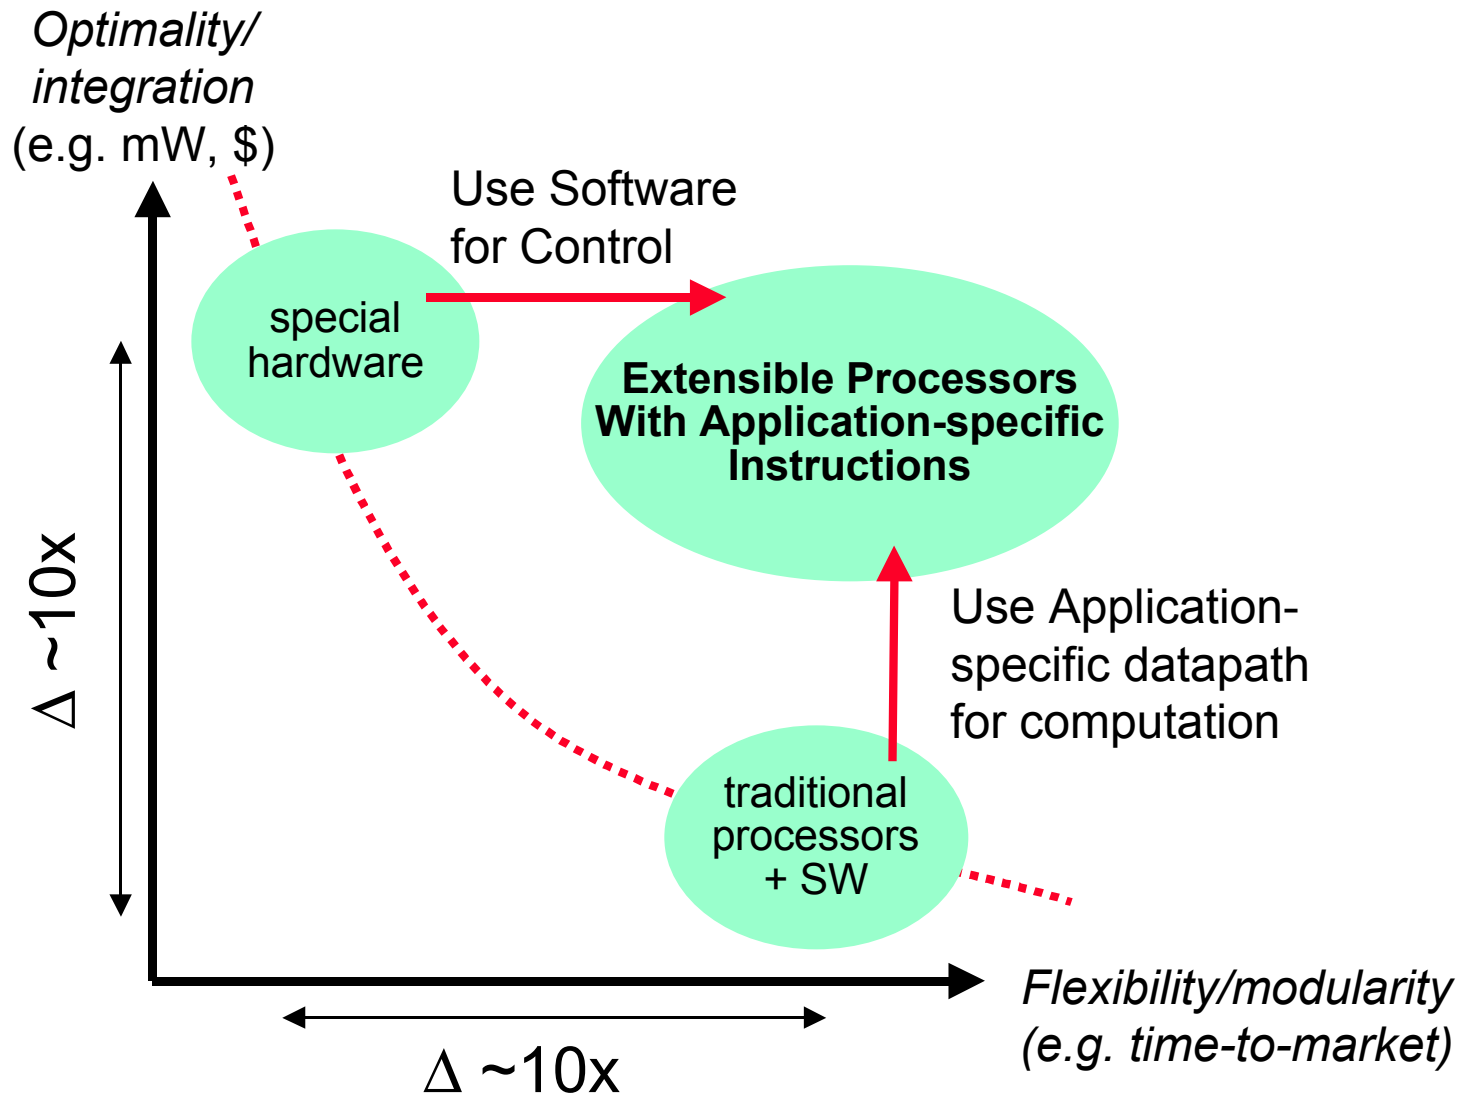 Optimality/
integration
(e.g. mW, $)
Use Software
for Control
special
hardware
Extensible Processors
With Application-specific
Instructions
Δ ~10x
Use Application-
specific datapath
for computation
traditional
processors
+ SW
Flexibility/modularity
(e.g. time-to-market)
Δ ~10x